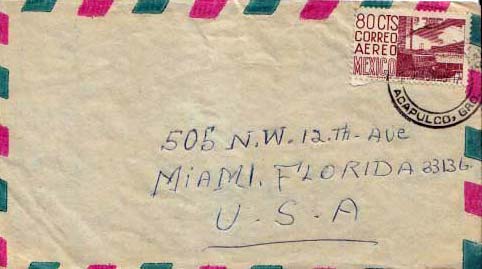 80 CTS
CORREO
AEREO
MEXICO
ACAPULCO, GRO
505 N.W. 12.Th- Ave
MiAMI. FLORIDA 33136
U.S.A